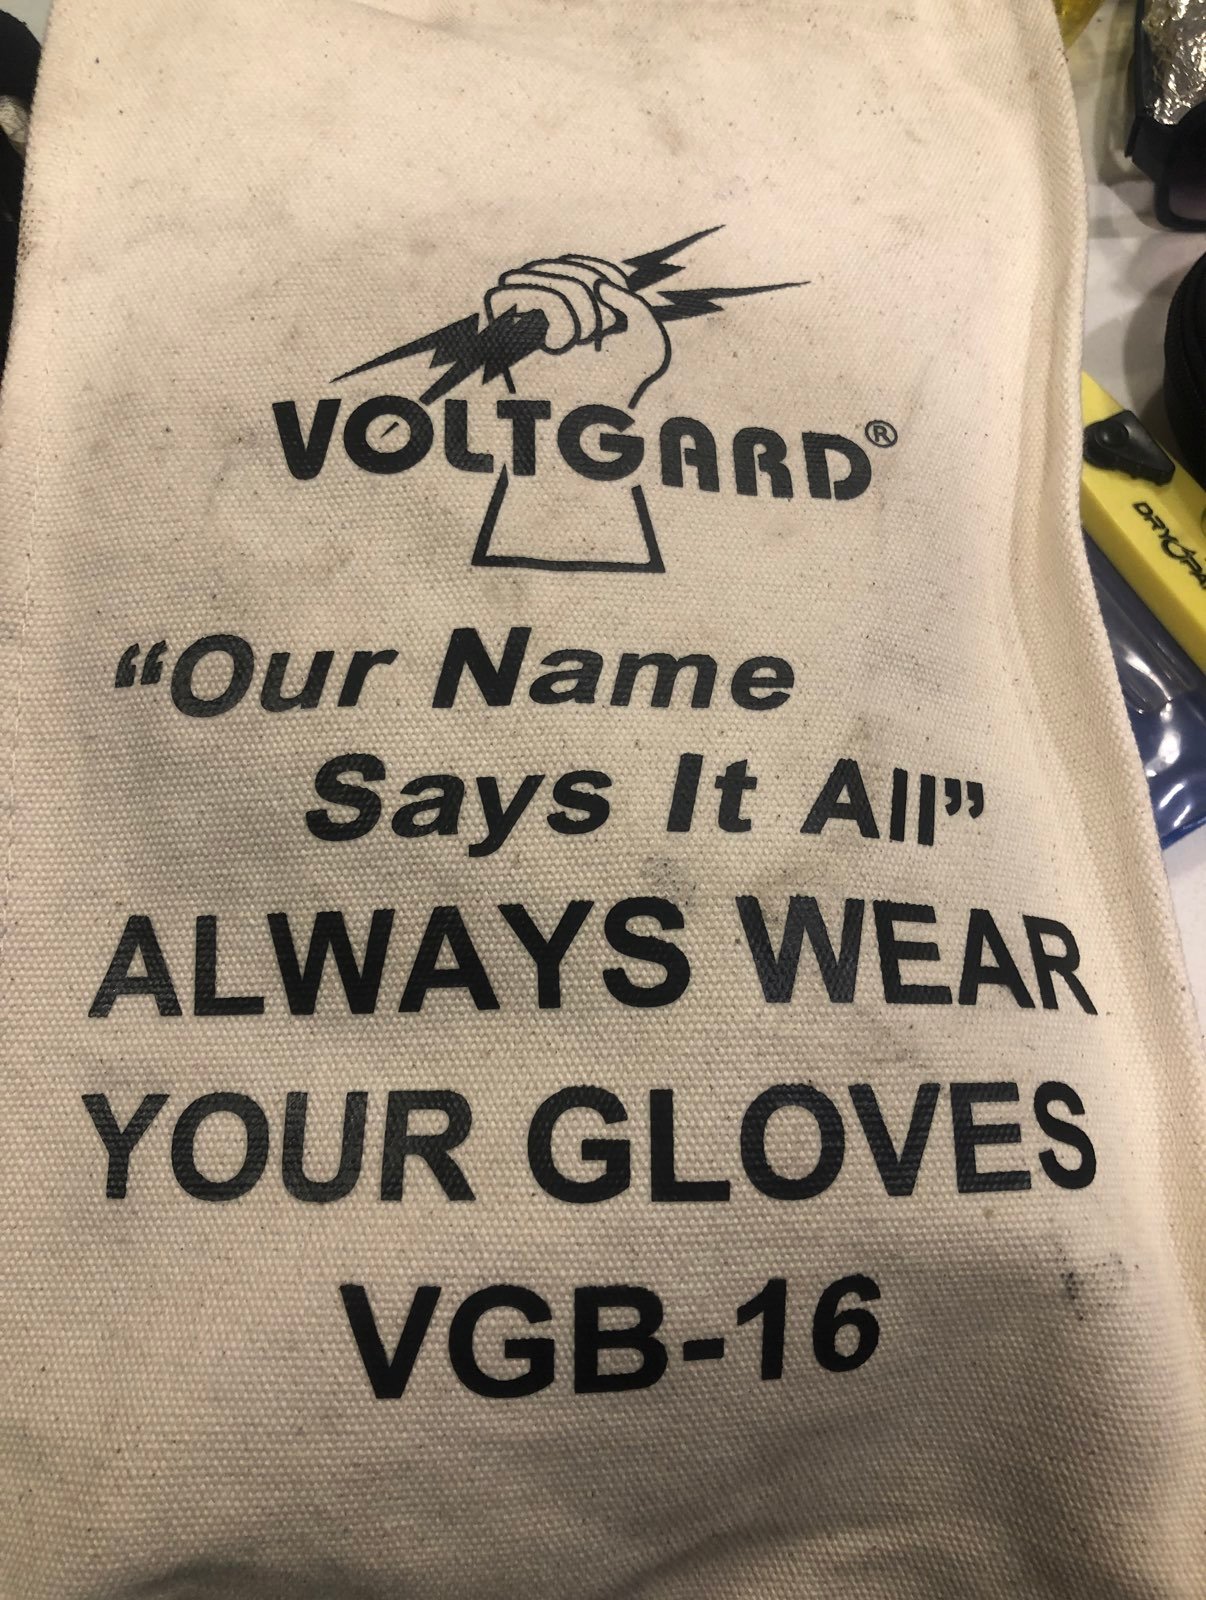 VOLTGARD®
“Our Name
Says It All”
ALWAYS WEAR
YOUR GLOVES
VGB-16